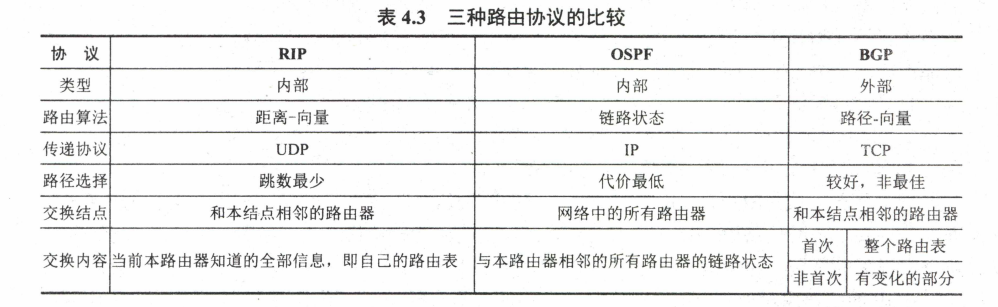 表 4.3 三种路由协议的比较
协 议 RIP OSPF BGP
类型 内部 内部 外部
路由算法 距离-向量 链路状态 路径-向量
传递协议 UDP IP TCP
路径选择 跳数最少 代价最低 较好，非最佳
交换结点 和本结点相邻的路由器 网络中的所有路由器 和本结点相邻的路由器
交换内容 当前本路由器知道的全部信息，即自己的路由表 与本路由器相邻的所有路由器的链路状态 首次 整个路由表
非首次 有变化的部分